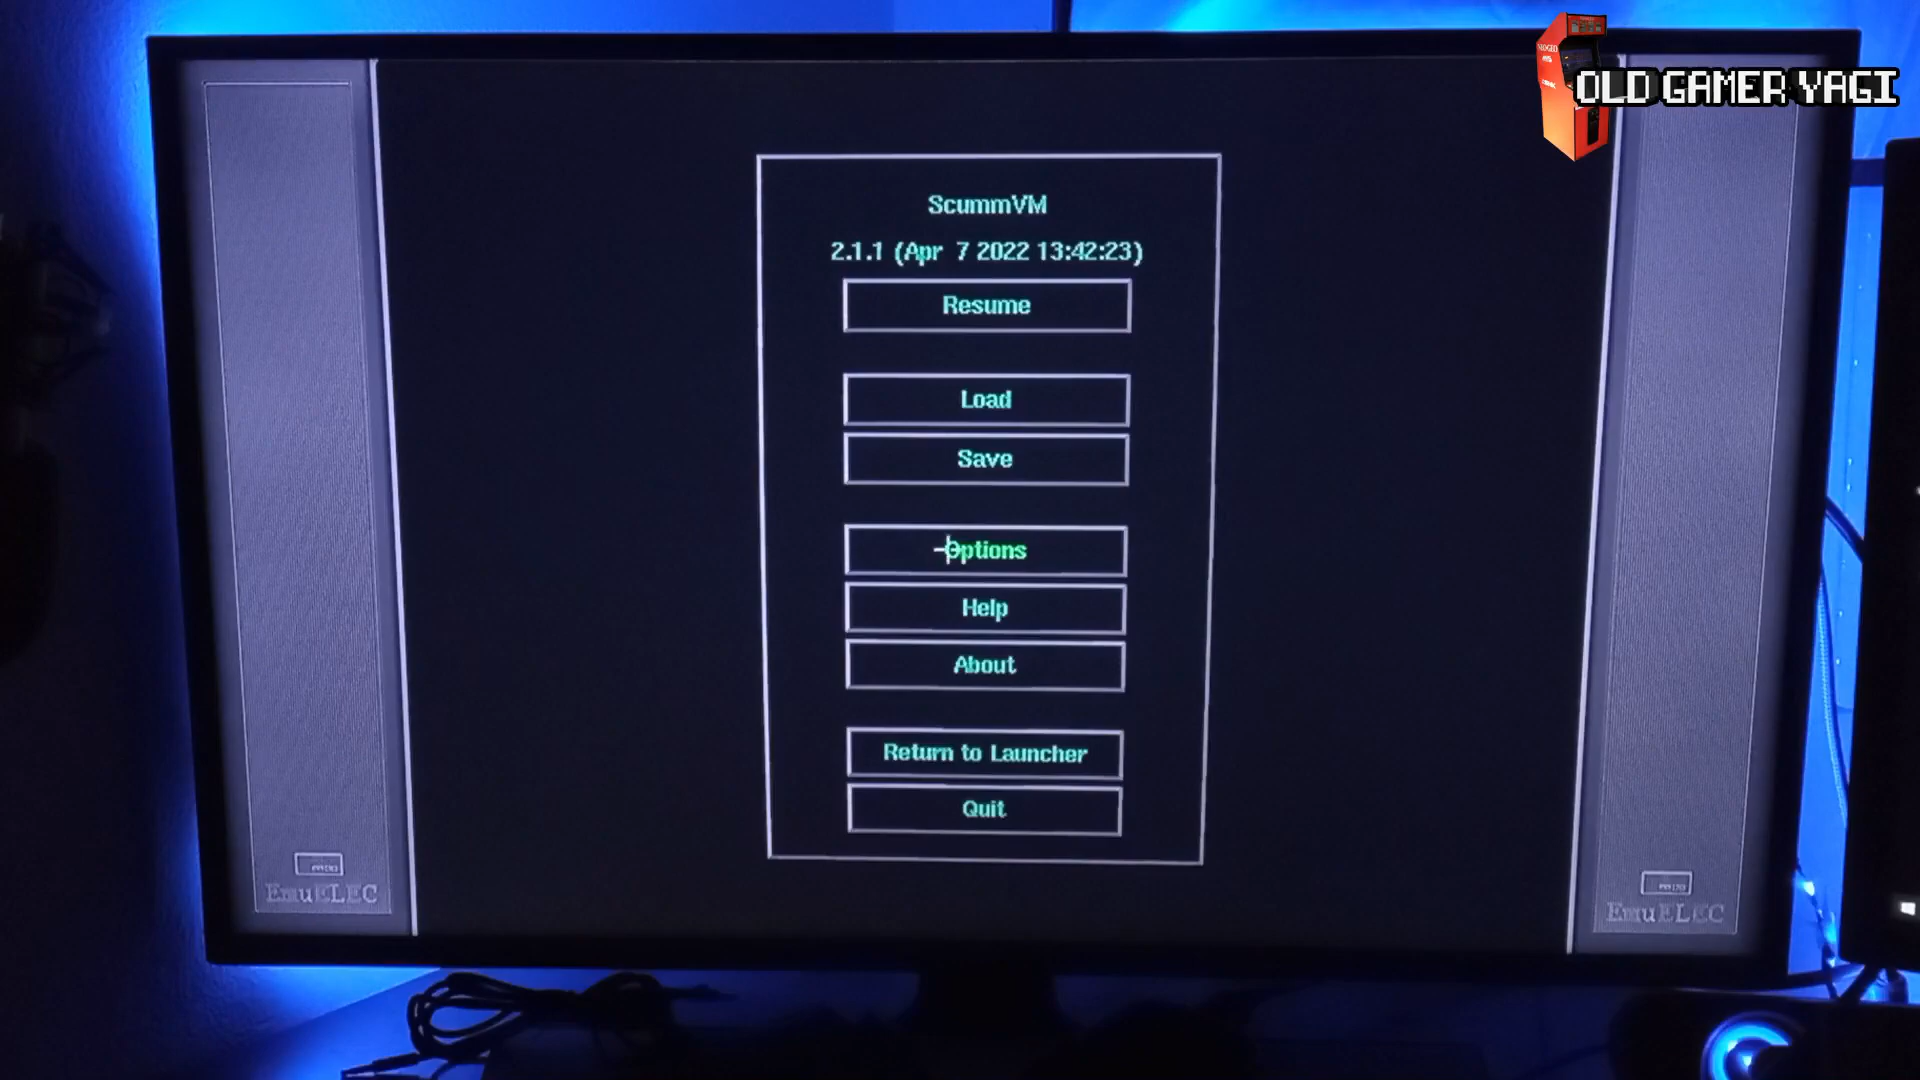 OLD GAMER YAGI
ScummVM
2.1.1 (Apr 7 2022 13:42:23)
Resume
Load
Save
Options
Help
About
Return to Launcher
Quit
EmuELEC
EmuELEC